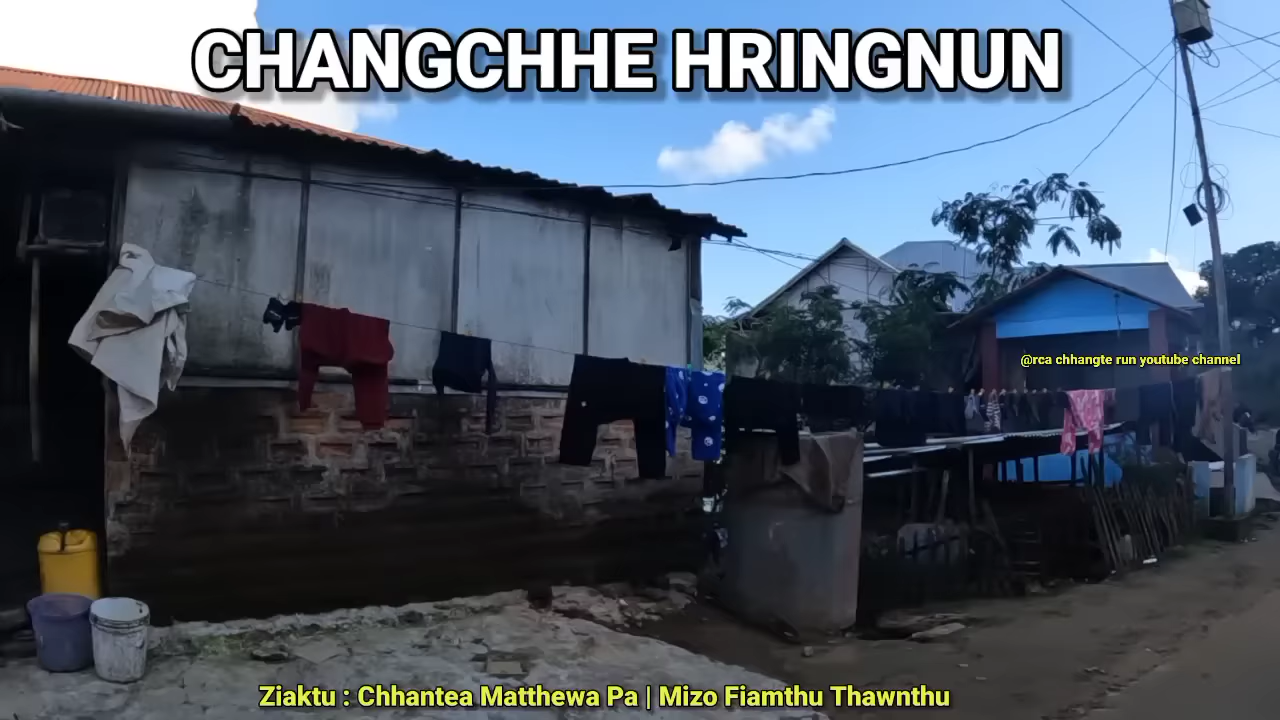 CHANGCHHE HRINGNUN
@rca chhangte run youtube channel
Ziaktu : Chhantea Matthewa Pa | Mizo Fiamthu Thawnthu